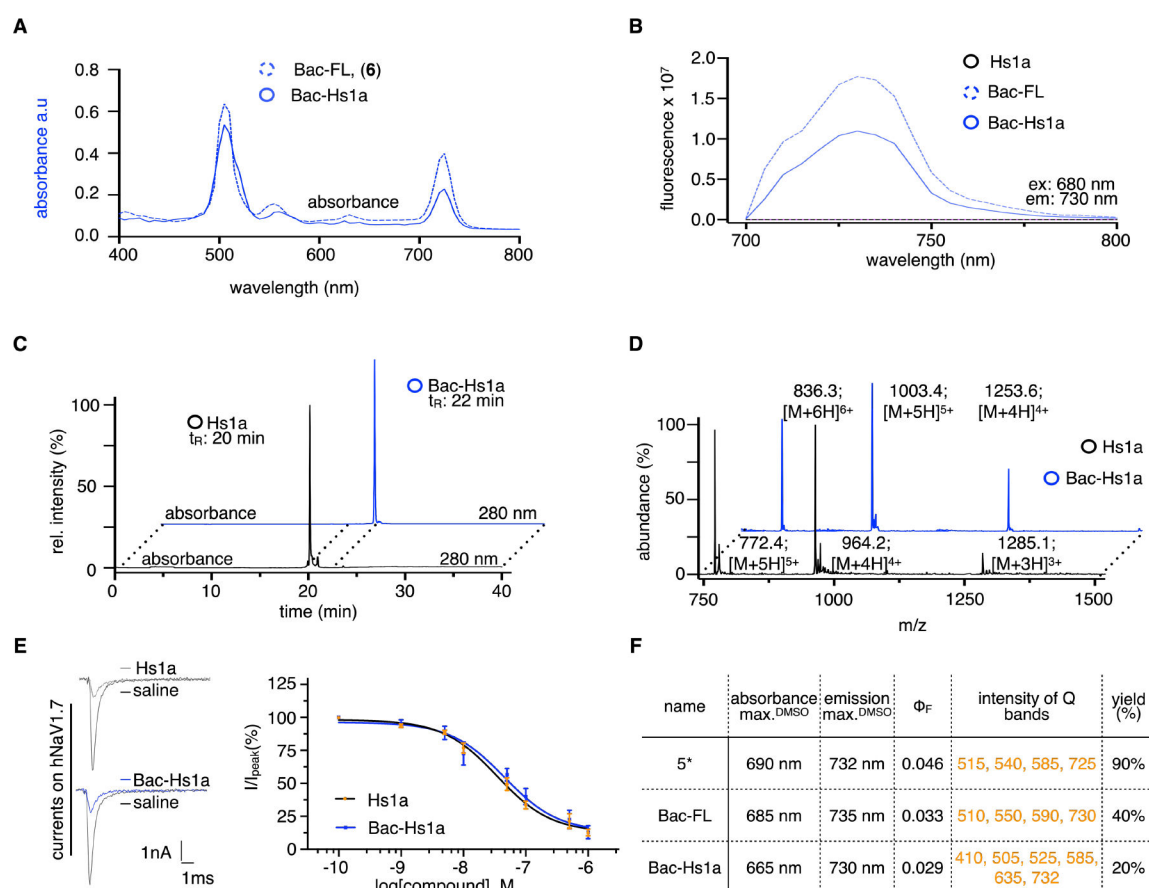 A
0.8
0.6
0.4
0.2
0.0
absorbance a.u
Bac-FL, (6)
Bac-Hs1a
absorbance
400
500
600
700
800
wavelength (nm)
B
2.0
1.5
1.0
0.5
0.0
fluorescence x 10⁷
Hs1a
Bac-FL
Bac-Hs1a
ex: 680 nm
em: 730 nm
700
750
800
wavelength (nm)
C
100
50
0
rel. intensity (%)
Hs1a
tR: 20 min
Bac-Hs1a
tR: 22 min
absorbance
280 nm
absorbance
280 nm
0
10
20
30
40
time (min)
D
100
50
0
abundance (%)
836.3;
[M+6H]⁶⁺
1003.4;
[M+5H]⁵⁺
1253.6;
[M+4H]⁴⁺
Hs1a
Bac-Hs1a
772.4;
[M+5H]⁵⁺
964.2;
[M+4H]⁴⁺
1285.1;
[M+3H]³⁺
750
1000
1250
1500
m/z
E
currents on hNaV1.7
Hs1a
saline
Bac-Hs1a
saline
1nA
1ms
125
100
75
50
25
0
I/Ipeak(%)
Hs1a
Bac-Hs1a
-10
-9
-8
-7
-6
log[compound], M
F
name
absorbance max.DMSO
emission max.DMSO
ΦF
intensity of Q bands
yield (%)
5*
690 nm
732 nm
0.046
515, 540, 585, 725
90%
Bac-FL
685 nm
735 nm
0.033
510, 550, 590, 730
40%
Bac-Hs1a
665 nm
730 nm
0.029
410, 505, 525, 585,
635, 732
20%